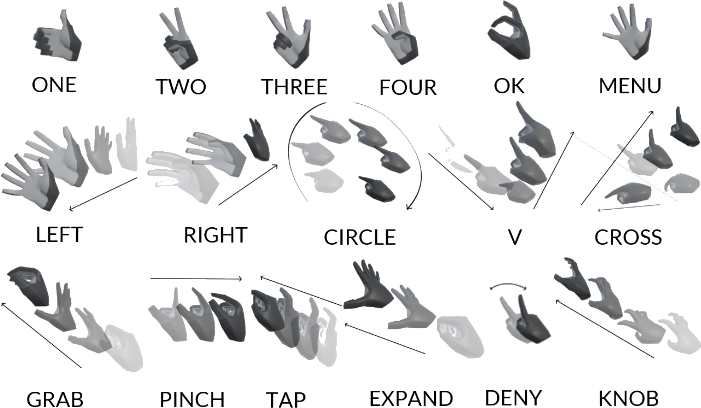 ONE TWO THREE FOUR OK MENU
LEFT RIGHT CIRCLE V CROSS
GRAB PINCH TAP EXPAND DENY KNOB